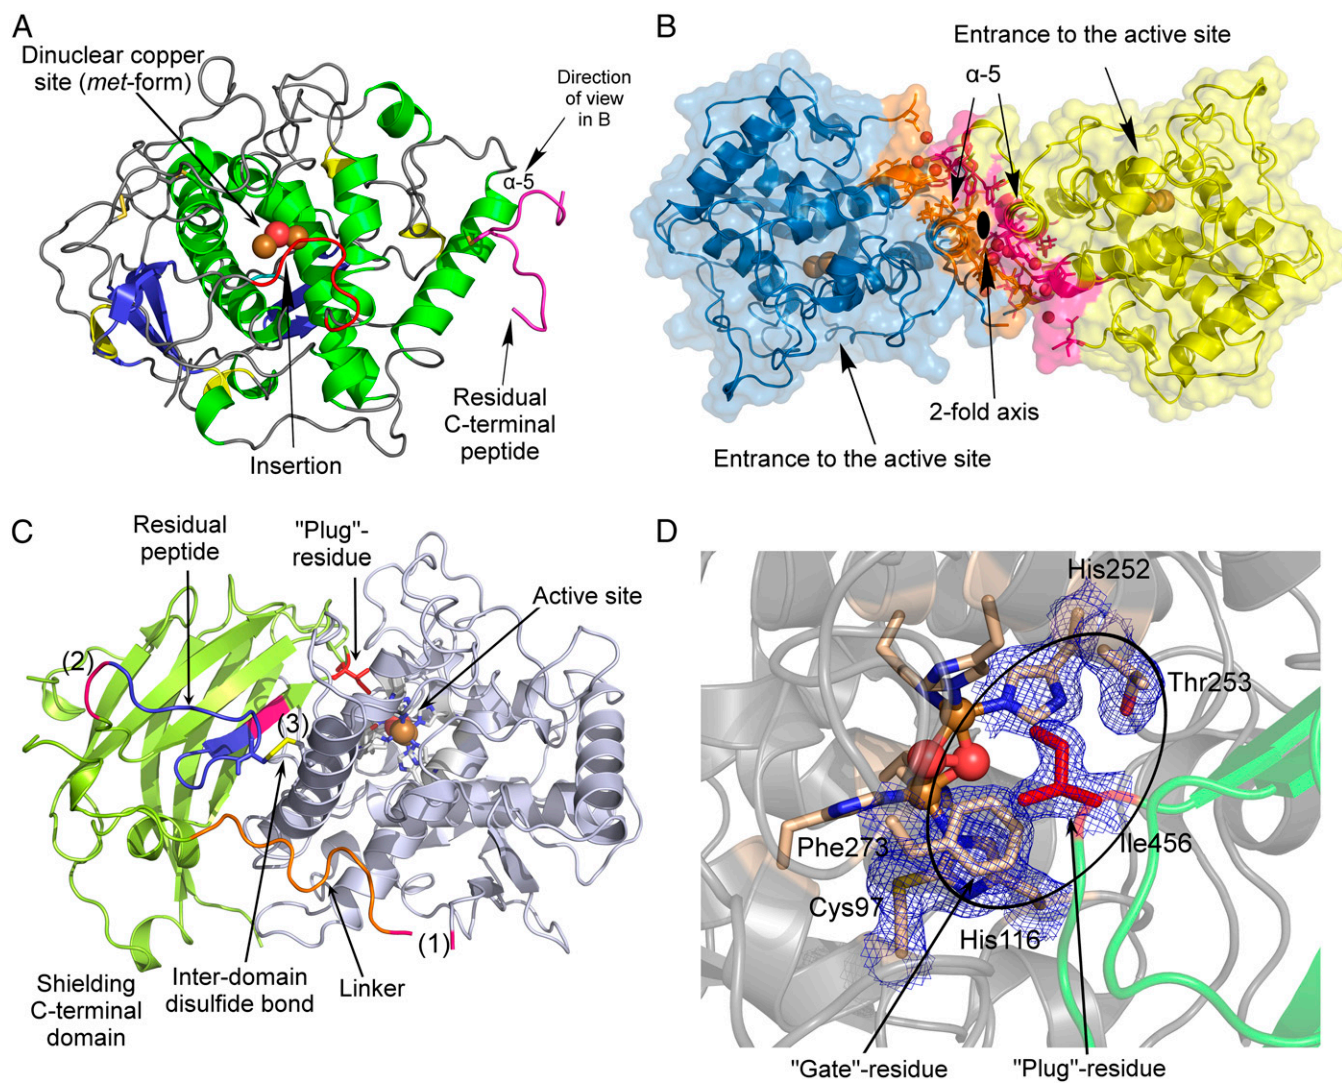 A
Dinuclear copper
site (met-form)
Direction
of view
in B
α-5
Residual
C-terminal
peptide
Insertion
B
Entrance to the active site
α-5
2-fold axis
Entrance to the active site
C
Residual
peptide
"Plug"-
residue
Active site
(2)
(3)
(1)
Shielding
C-terminal
domain
Inter-domain
disulfide bond
Linker
D
His252
Thr253
Phe273
Ile456
Cys97
His116
"Gate"-residue
"Plug"-residue